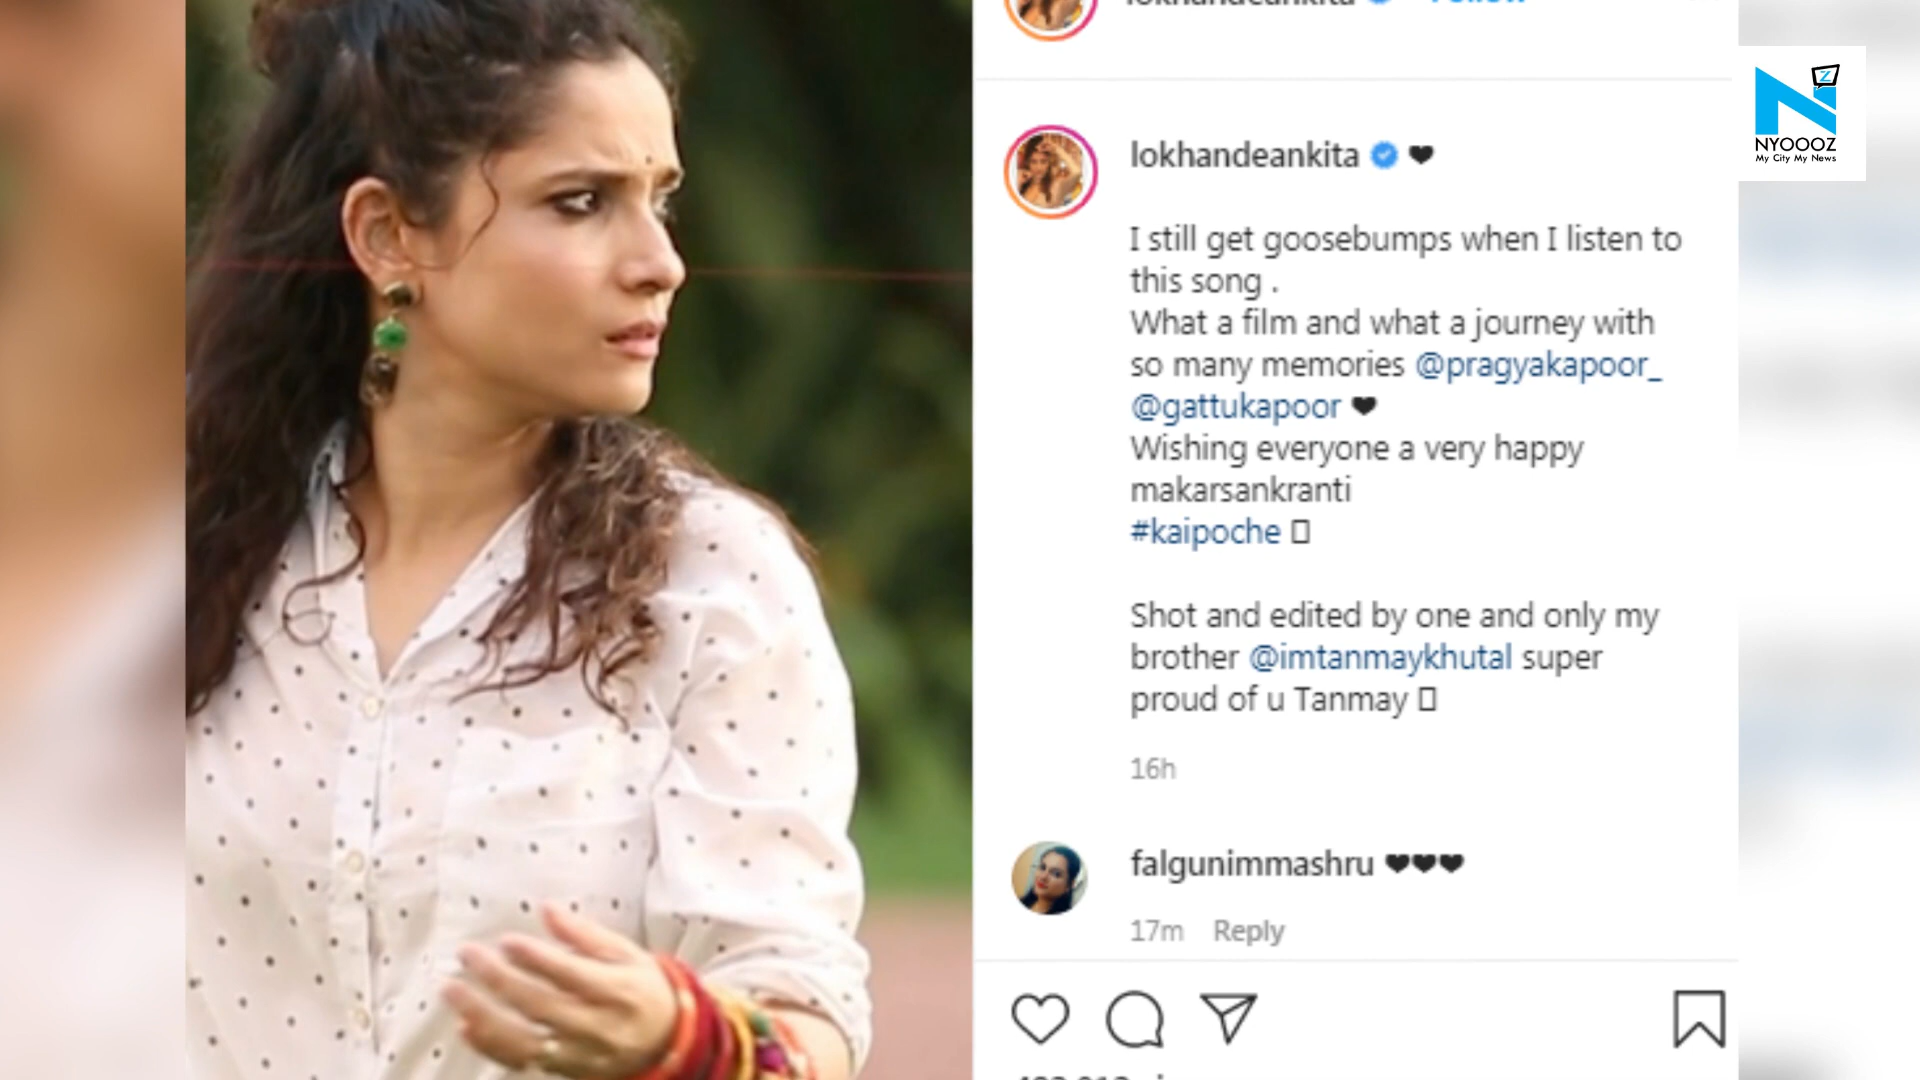 lokhandeankita Follow
NYOOOZ
My City My News
lokhandeankita 🖤
I still get goosebumps when I listen to
this song .
What a film and what a journey with
so many memories @pragyakapoor_
@gattukapoor 🖤
Wishing everyone a very happy
makarsankranti
#kaipoche
Shot and edited by one and only my
brother @imtanmaykhutal super
proud of u Tanmay
16h
falgunimmashru 🖤🖤🖤
17m Reply